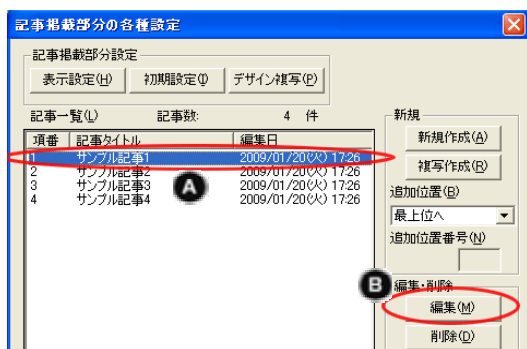 記事掲載部分の各種設定
記事掲載部分設定
表示設定(H) 初期設定(I) デザイン複写(P)
記事一覧(L) 記事数: 4 件
項番 記事タイトル 編集日
1 サンプル記事1 2009/01/20(火) 17:26
2 サンプル記事2 2009/01/20(火) 17:26
3 サンプル記事3 2009/01/20(火) 17:26
4 サンプル記事4 2009/01/20(火) 17:26
A
新規
新規作成(A)
複写作成(R)
追加位置(B)
最上位へ
追加位置番号(N)
B
編集・削除
編集(M)
削除(D)